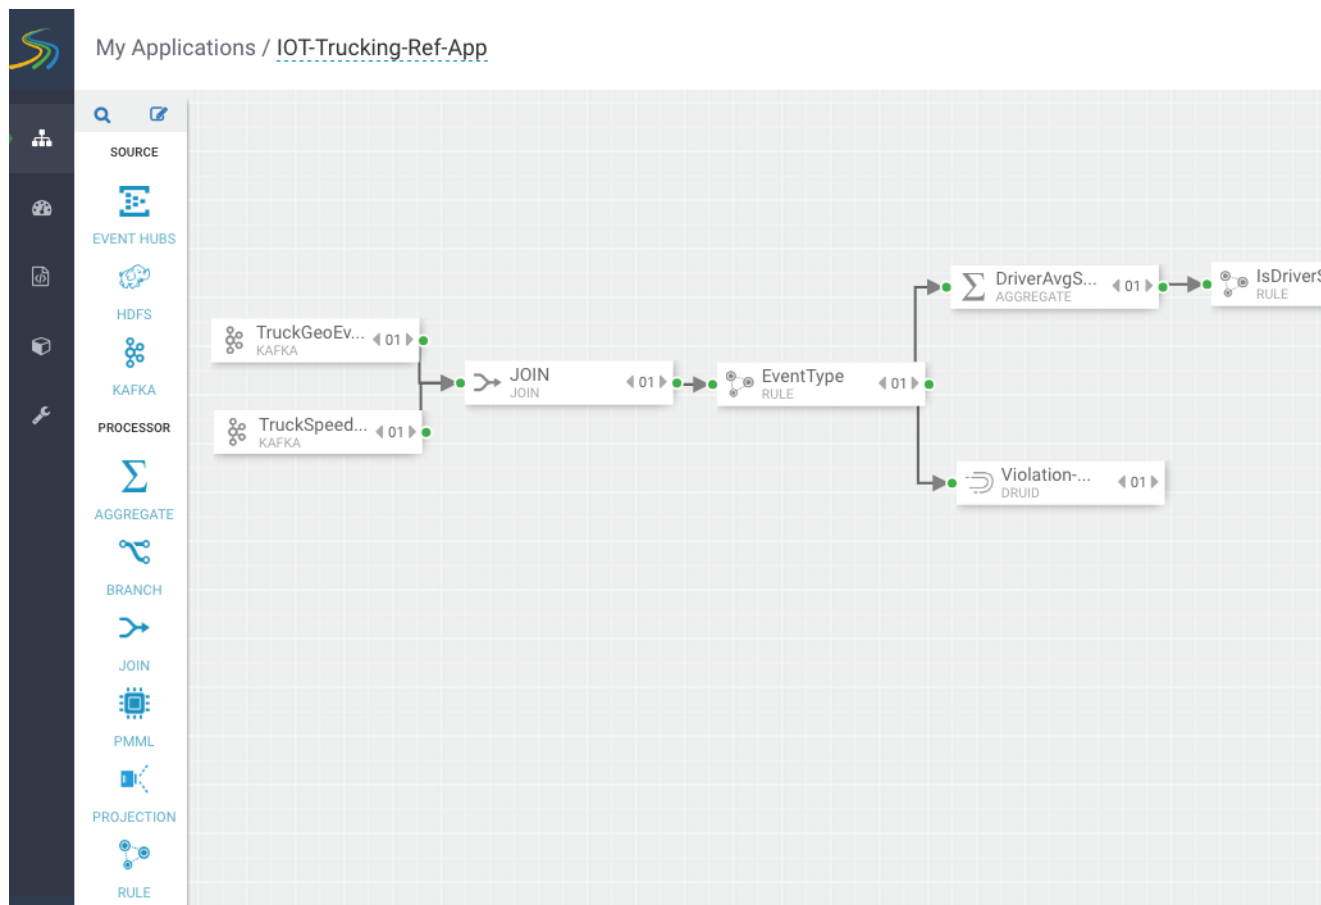 My Applications / IOT-Trucking-Ref-App
SOURCE
EVENT HUBS
HDFS
KAFKA
PROCESSOR
AGGREGATE
BRANCH
JOIN
PMML
PROJECTION
RULE
TruckGeoEv... 01
KAFKA
TruckSpeed... 01
KAFKA
JOIN 01
JOIN
EventType 01
RULE
DriverAvgS... 01
AGGREGATE
IsDriverS
RULE
Violation-... 01
DRUID